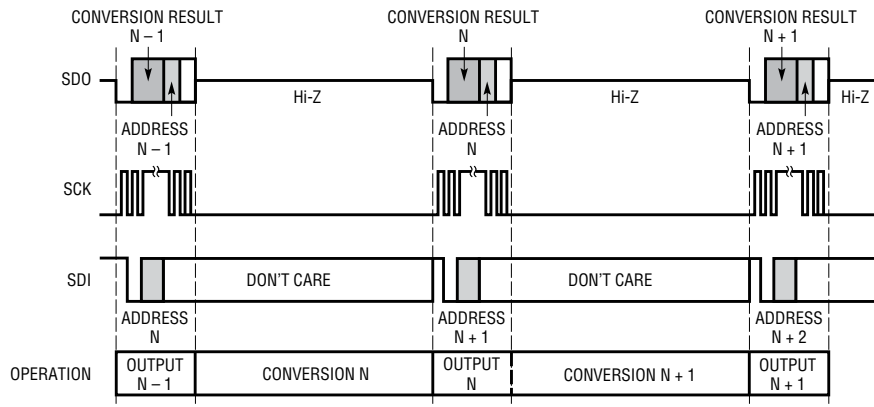 CONVERSION RESULT
N – 1
CONVERSION RESULT
N
CONVERSION RESULT
N + 1
SDO
Hi-Z
Hi-Z
Hi-Z
ADDRESS
N – 1
ADDRESS
N
ADDRESS
N + 1
SCK
SDI
DON'T CARE
DON'T CARE
ADDRESS
N
ADDRESS
N + 1
ADDRESS
N + 2
OPERATION
OUTPUT
N – 1
CONVERSION N
OUTPUT
N
CONVERSION N + 1
OUTPUT
N + 1